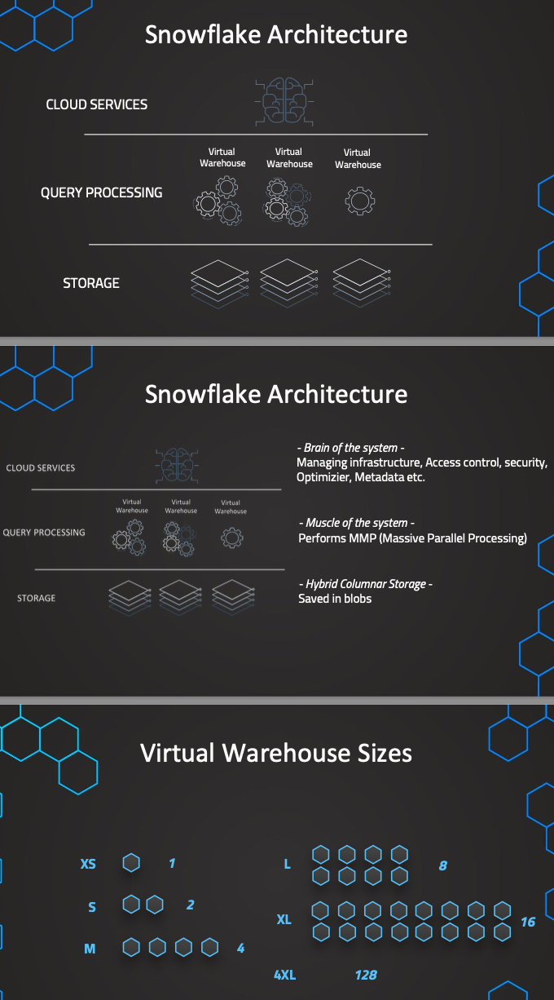 Snowflake Architecture
CLOUD SERVICES
Virtual Warehouse
Virtual Warehouse
Virtual Warehouse
QUERY PROCESSING
STORAGE
Snowflake Architecture
CLOUD SERVICES
- Brain of the system -
Managing infrastructure, Access control, security,
Optimizier, Metadata etc.
Virtual Warehouse
Virtual Warehouse
Virtual Warehouse
QUERY PROCESSING
- Muscle of the system -
Performs MMP (Massive Parallel Processing)
STORAGE
- Hybrid Columnar Storage -
Saved in blobs
Virtual Warehouse Sizes
XS 1
S 2
M 4
L 8
XL 16
4XL 128